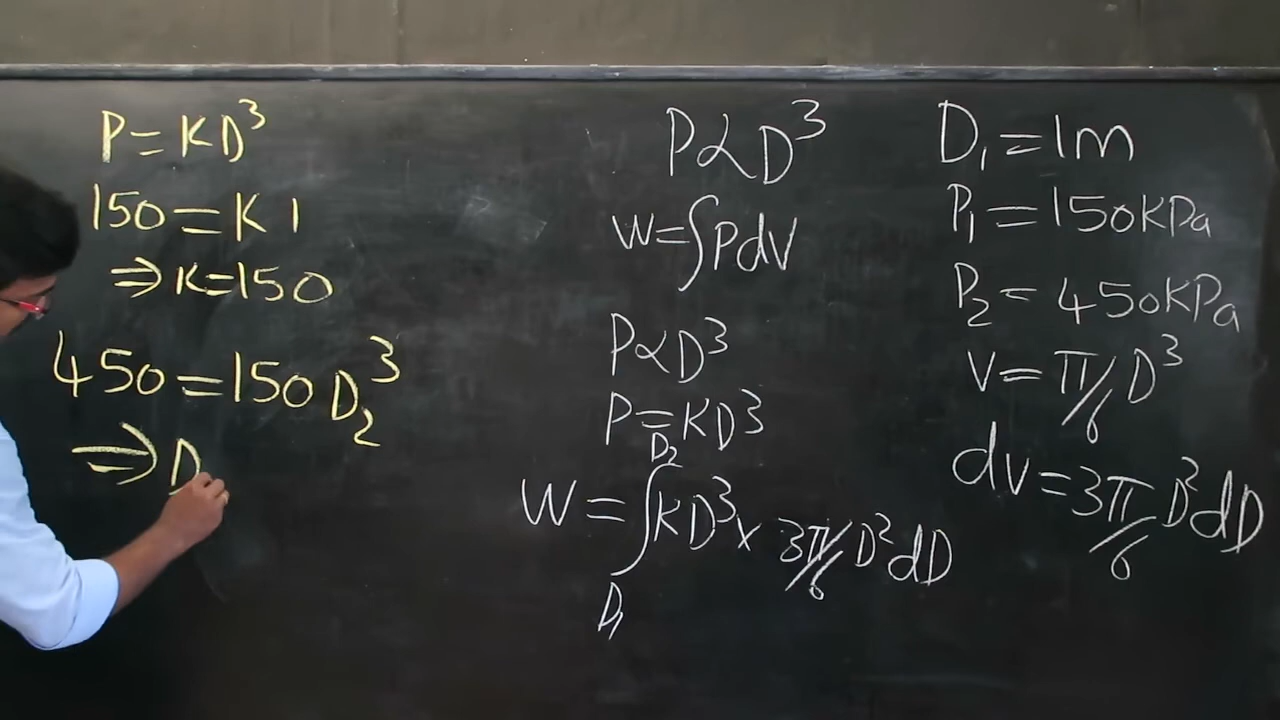 P=KD³
150=K 1
⇒K=150
450=150D₂³
⇒D
P∝D³
W=∫PdV
P∝D³
P=KD³
W=∫_{D₁}^{D₂}KD³×3π/6 D²dD
D₁=1m
P₁=150KPa
P₂=450KPa
V=π/6 D³
dV=3π/6 D²dD